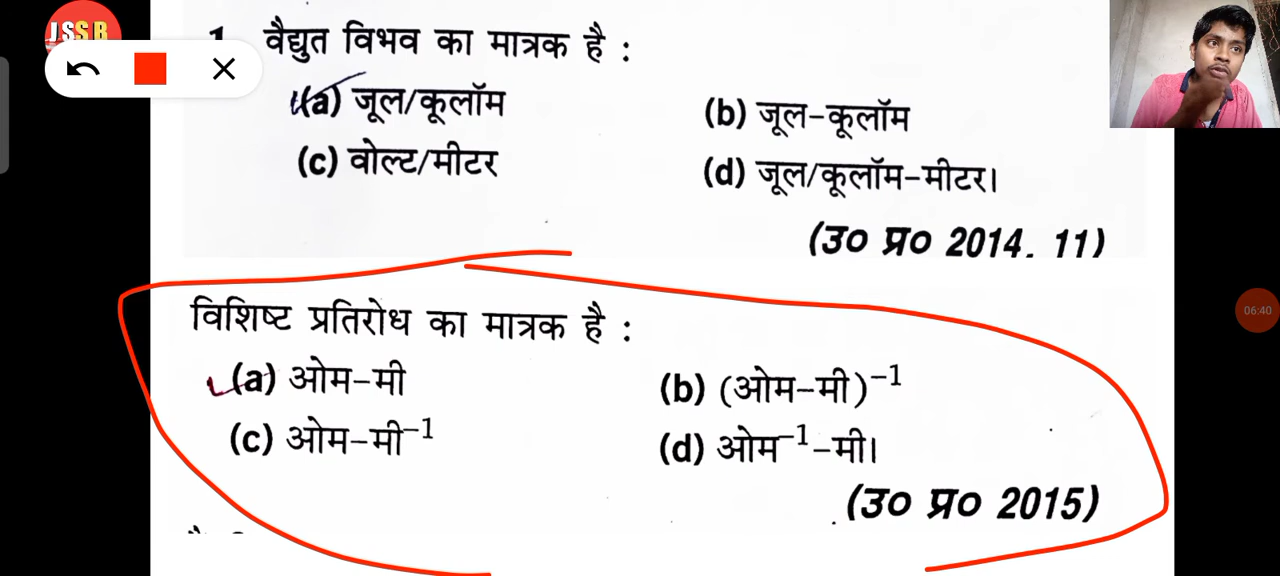 JSSB
1 वैद्युत विभव का मात्रक है :
(a) जूल/कूलॉम
(b) जूल-कूलॉम
(c) वोल्ट/मीटर
(d) जूल/कूलॉम-मीटर।
(उ० प्र० 2014. 11)
विशिष्ट प्रतिरोध का मात्रक है :
(a) ओम-मी
(b) (ओम-मी)⁻¹
(c) ओम-मी⁻¹
(d) ओम⁻¹-मी।
(उ० प्र० 2015)
06:40